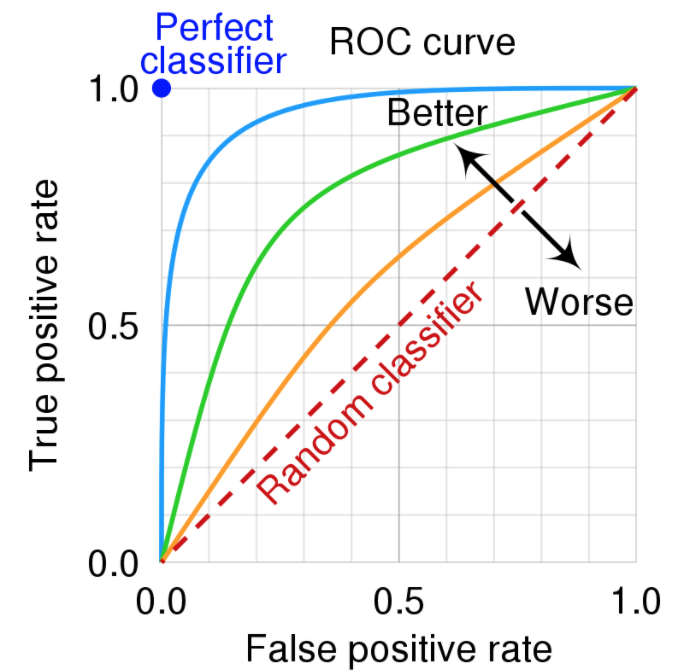 Perfect
classifier
ROC curve
1.0
Better
True positive rate
0.5
Worse
Random classifier
0.0
0.0
0.5
1.0
False positive rate